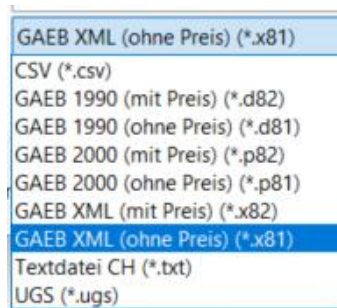 GAEB XML (ohne Preis) (*.x81)
CSV (*.csv)
GAEB 1990 (mit Preis) (*.d82)
GAEB 1990 (ohne Preis) (*.d81)
GAEB 2000 (mit Preis) (*.p82)
GAEB 2000 (ohne Preis) (*.p81)
GAEB XML (mit Preis) (*.x82)
GAEB XML (ohne Preis) (*.x81)
Textdatei CH (*.txt)
UGS (*.ugs)